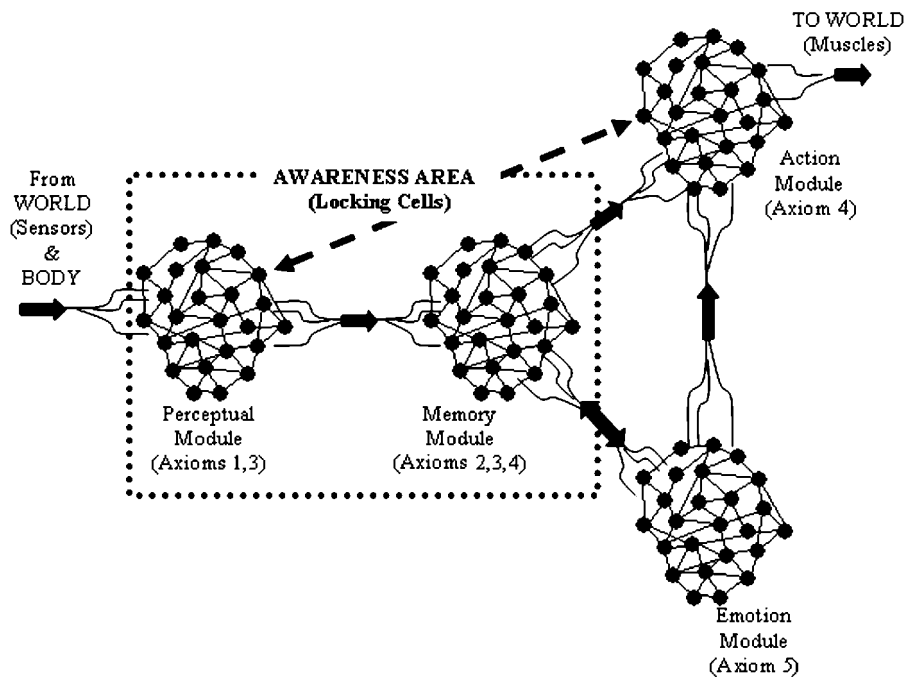 TO WORLD
(Muscles)
Action
Module
(Axiom 4)
AWARENESS AREA
(Locking Cells)
From
WORLD
(Sensors)
&
BODY
Perceptual
Module
(Axioms 1,3)
Memory
Module
(Axioms 2,3,4)
Emotion
Module
(Axiom 5)